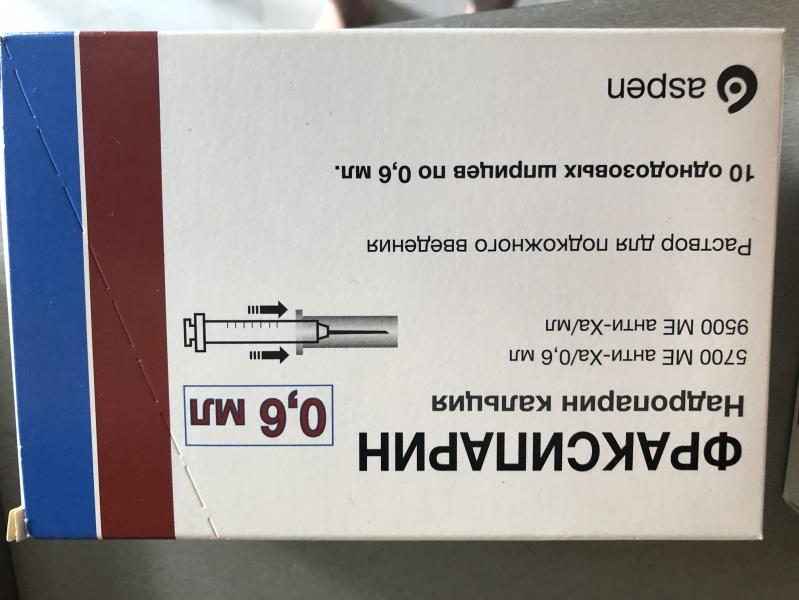 ФРАКСИПАРИН
Надропарин кальция
0,6 мл
5700 МЕ анти-Ха/0,6 мл
9500 МЕ анти-Ха/мл
Раствор для подкожного введения
10 однодозовых шприцев по 0,6 мл.
aspen